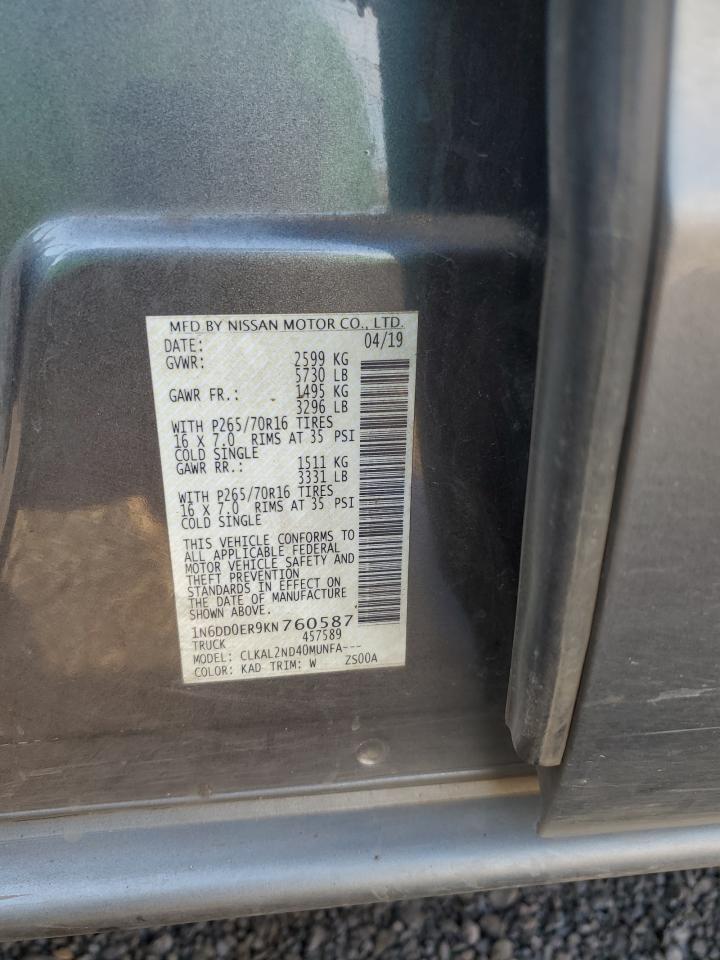 MFD BY NISSAN MOTOR CO., LTD.
DATE: 04/19
GVWR: 2599 KG
5730 LB
GAWR FR.: 1495 KG
3296 LB
WITH P265/70R16 TIRES
16 X 7.0 RIMS AT 35 PSI
COLD SINGLE
GAWR RR.: 1511 KG
3331 LB
WITH P265/70R16 TIRES
16 X 7.0 RIMS AT 35 PSI
COLD SINGLE
THIS VEHICLE CONFORMS TO
ALL APPLICABLE FEDERAL
MOTOR VEHICLE SAFETY AND
THEFT PREVENTION
STANDARDS IN EFFECT ON
THE DATE OF MANUFACTURE
SHOWN ABOVE.
1N6DD0ER9KN760587
TRUCK 457589
MODEL: CLKAL2ND40MUNFA---
COLOR: KAD TRIM: W ZS00A